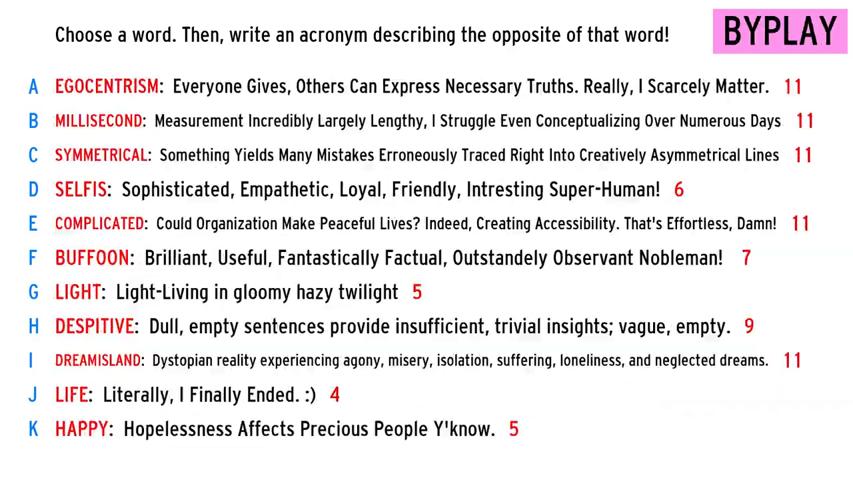 Choose a word. Then, write an acronym describing the opposite of that word!
BYPLAY
A EGOCENTRISM: Everyone Gives, Others Can Express Necessary Truths. Really, I Scarcely Matter. 11
B MILLISECOND: Measurement Incredibly Largely Lengthy, I Struggle Even Conceptualizing Over Numerous Days 11
C SYMMETRICAL: Something Yields Many Mistakes Erroneously Traced Right Into Creatively Asymmetrical Lines 11
D SELFIS: Sophisticated, Empathetic, Loyal, Friendly, Intresting Super-Human! 6
E COMPLICATED: Could Organization Make Peaceful Lives? Indeed, Creating Accessibility. That's Effortless, Damn! 11
F BUFFOON: Brilliant, Useful, Fantastically Factual, Outstandely Observant Nobleman! 7
G LIGHT: Light-Living in gloomy hazy twilight 5
H DESPITIVE: Dull, empty sentences provide insufficient, trivial insights; vague, empty. 9
I DREAMISLAND: Dystopian reality experiencing agony, misery, isolation, suffering, loneliness, and neglected dreams. 11
J LIFE: Literally, I Finally Ended. :) 4
K HAPPY: Hopelessness Affects Precious People Y'know. 5